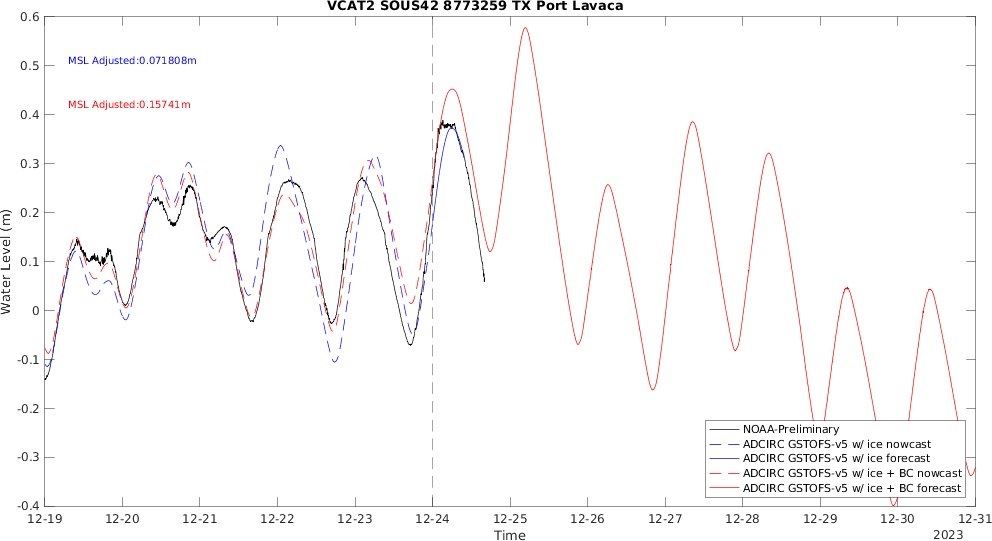 VCAT2 SOUS42 8773259 TX Port Lavaca
MSL Adjusted:0.071808m
MSL Adjusted:0.15741m
Water Level (m)
0.6
0.5
0.4
0.3
0.2
0.1
0
-0.1
-0.2
-0.3
-0.4
NOAA-Preliminary
ADCIRC GSTOFS-v5 w/ ice nowcast
ADCIRC GSTOFS-v5 w/ ice forecast
ADCIRC GSTOFS-v5 w/ ice + BC nowcast
ADCIRC GSTOFS-v5 w/ ice + BC forecast
12-19 12-20 12-21 12-22 12-23 12-24 12-25 12-26 12-27 12-28 12-29 12-30 12-31
Time
2023